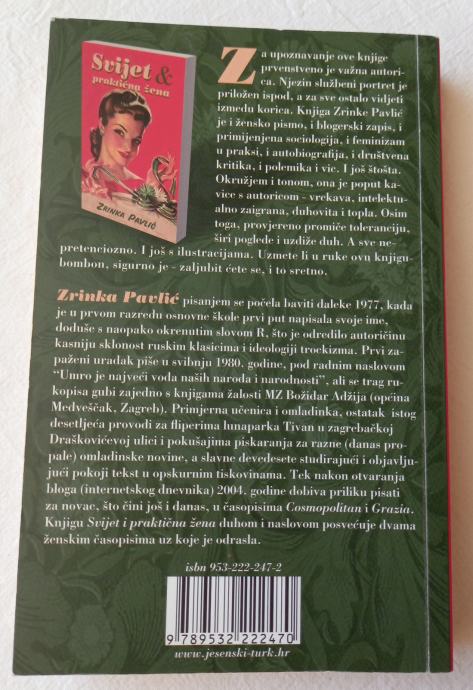 Svijet &
praktična žena
ZRINKA PAVLIĆ
Za upoznavanje ove knjige
prvenstveno je važna autori-
ca. Njezin službeni portret je
priložen ispod, a za sve ostalo vidjeti
između korica. Knjiga Zrinke Pavlić
je i žensko pismo, i blogerski zapis, i
primijenjena sociologija, i feminizam
u praksi, i autobiografija, i društvena
kritika, i polemika i vic. I još štošta.
Okružjem i tonom, ona je poput ka-
vice s autoricom - vrckava, intelektu-
alno zaigrana, duhovita i topla. Osim
toga, provjereno promiče toleranciju,
širi poglede i uzdiže duh. A sve ne-
pretenciozno. I još s ilustracijama. Uzmete li u ruke ovu knjigu-
bombon, sigurno je - zaljubit ćete se, i to sretno.
Zrinka Pavlić pisanjem se počela baviti daleke 1977, kada
je u prvom razredu osnovne škole prvi put napisala svoje ime,
doduše s naopako okrenutim slovom R, što je odredilo autoričinu
kasniju sklonost ruskim klasicima i ideologiji trockizma. Prvi za-
paženi uradak piše u svibnju 1980. godine, pod radnim naslovom
“Umro je najveći vođa naših naroda i narodnosti”, ali se trag ru-
kopisa gubi zajedno s knjigama žalosti MZ Božidar Adžija (općina
Medveščak, Zagreb). Primjerna učenica i omladinka, ostatak istog
desetljeća provodi za fliperima lunaparka Tivan u zagrebačkoj
Draškovićevoj ulici i pokušajima piskaranja za razne (danas pro-
pale) omladinske novine, a slavne devedesete studirajući i objavlju-
jući pokoji tekst u opskurnim tiskovinama. Tek nakon otvaranja
bloga (internetskog dnevnika) 2004. godine dobiva priliku pisati
za novac, što čini još i danas, u časopisima Cosmopolitan i Grazia.
Knjigu Svijet i praktična žena duhom i naslovom posvećuje dvama
ženskim časopisima uz koje je odrasla.
isbn 953-222-247-2
9 789532 222470
www.jesenski-turk.hr